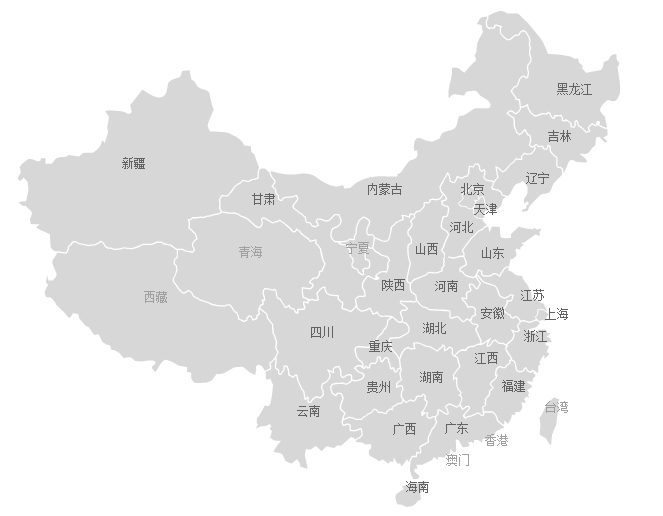 黑龙江
吉林
新疆
辽宁
内蒙古
北京
甘肃
天津
河北
宁夏
山西
青海
山东
陕西
河南
西藏
江苏
安徽
上海
湖北
四川
浙江
重庆
江西
湖南
贵州
福建
台湾
云南
广西
广东
香港
澳门
海南